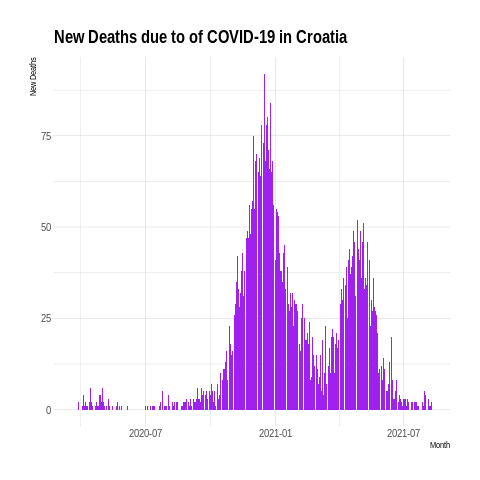 New Deaths due to of COVID-19 in Croatia
New Deaths
75
50
25
0
2020-07
2021-01
2021-07
Month